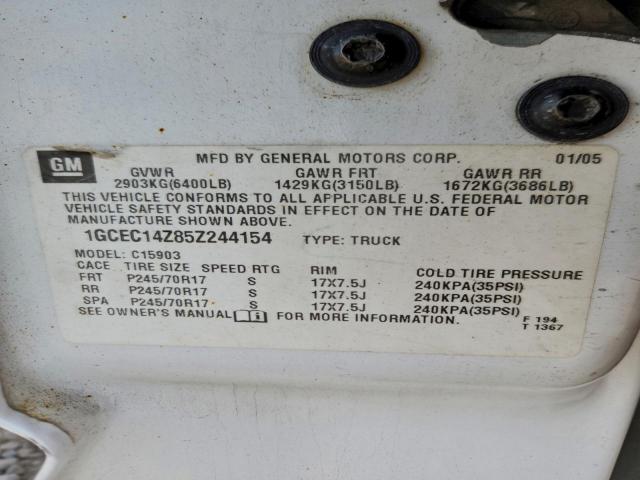 GM MFD BY GENERAL MOTORS CORP. 01/05
GVWR GAWR FRT GAWR RR
2903KG(6400LB) 1429KG(3150LB) 1672KG(3686LB)
THIS VEHICLE CONFORMS TO ALL APPLICABLE U.S. FEDERAL MOTOR
VEHICLE SAFETY STANDARDS IN EFFECT ON THE DATE OF
MANUFACTURE SHOWN ABOVE.
1GCEC14Z85Z244154 TYPE: TRUCK
MODEL: C15903
CACE TIRE SIZE SPEED RTG RIM COLD TIRE PRESSURE
FRT P245/70R17 S 17X7.5J 240KPA(35PSI)
RR P245/70R17 S 17X7.5J 240KPA(35PSI)
SPA P245/70R17 S 17X7.5J 240KPA(35PSI)
SEE OWNER'S MANUAL FOR MORE INFORMATION. F 194
T 1367